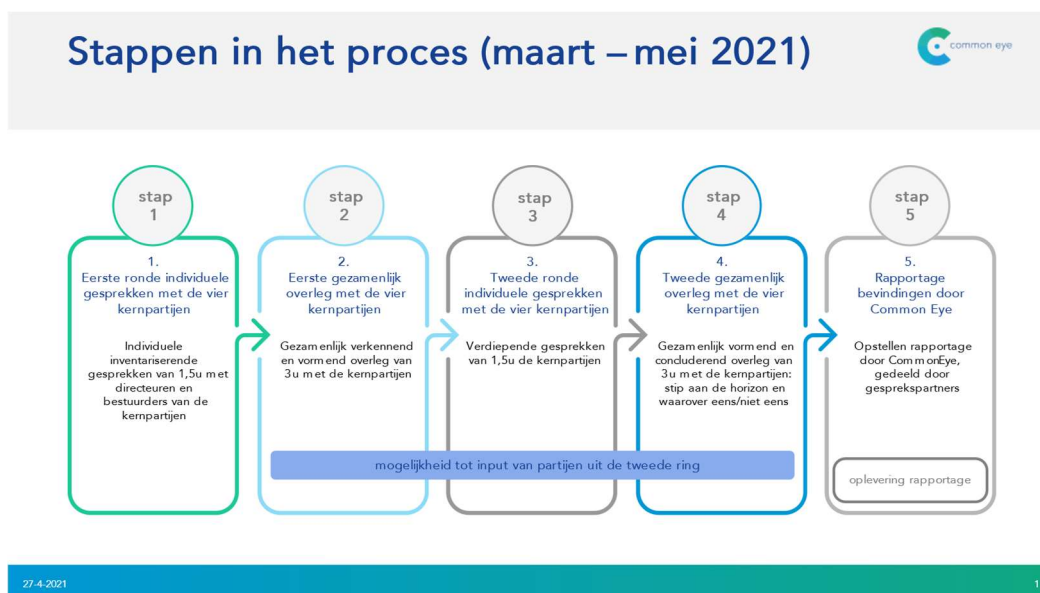 Stappen in het proces (maart – mei 2021)
common eye
stap
1
1.
Eerste ronde individuele
gesprekken met de vier
kernpartijen
Individuele
inventariserende
gesprekken van 1,5u met
directeuren en
bestuurders van de
kernpartijen
stap
2
2.
Eerste gezamenlijk
overleg met de vier
kernpartijen
Gezamenlijk verkennend
en vormend overleg van
3u met de kernpartijen
stap
3
3.
Tweede ronde
individuele gesprekken
met de vier kernpartijen
Verdiepende gesprekken
van 1,5u de kernpartijen
stap
4
4.
Tweede gezamenlijk
overleg met de vier
kernpartijen
Gezamenlijk vormend en
concluderend overleg van
3u met de kernpartijen:
stip aan de horizon en
waarover eens/niet eens
stap
5
5.
Rapportage
bevindingen door
Common Eye
Opstellen rapportage
door CommonEye,
gedeeld door
gesprekspartners
mogelijkheid tot input van partijen uit de tweede ring
oplevering rapportage
27-4-2021
1